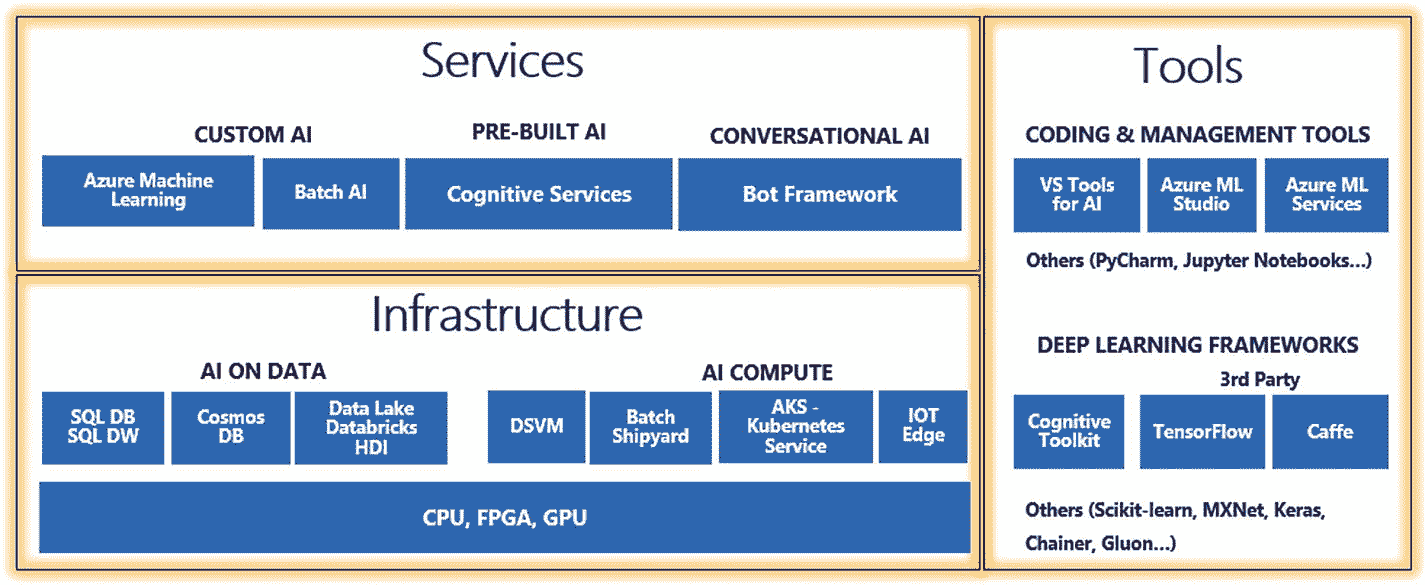 Services
CUSTOM AI
Azure Machine
Learning
Batch AI
PRE-BUILT AI
Cognitive Services
CONVERSATIONAL AI
Bot Framework
Infrastructure
AI ON DATA
SQL DB
SQL DW
Cosmos
DB
Data Lake
Databricks
HDI
AI COMPUTE
DSVM
Batch
Shipyard
AKS -
Kubernetes
Service
IOT
Edge
CPU, FPGA, GPU
Tools
CODING & MANAGEMENT TOOLS
VS Tools
for AI
Azure ML
Studio
Azure ML
Services
Others (PyCharm, Jupyter Notebooks...)
DEEP LEARNING FRAMEWORKS
3rd Party
Cognitive
Toolkit
TensorFlow
Caffe
Others (Scikit-learn, MXNet, Keras,
Chainer, Gluon...)